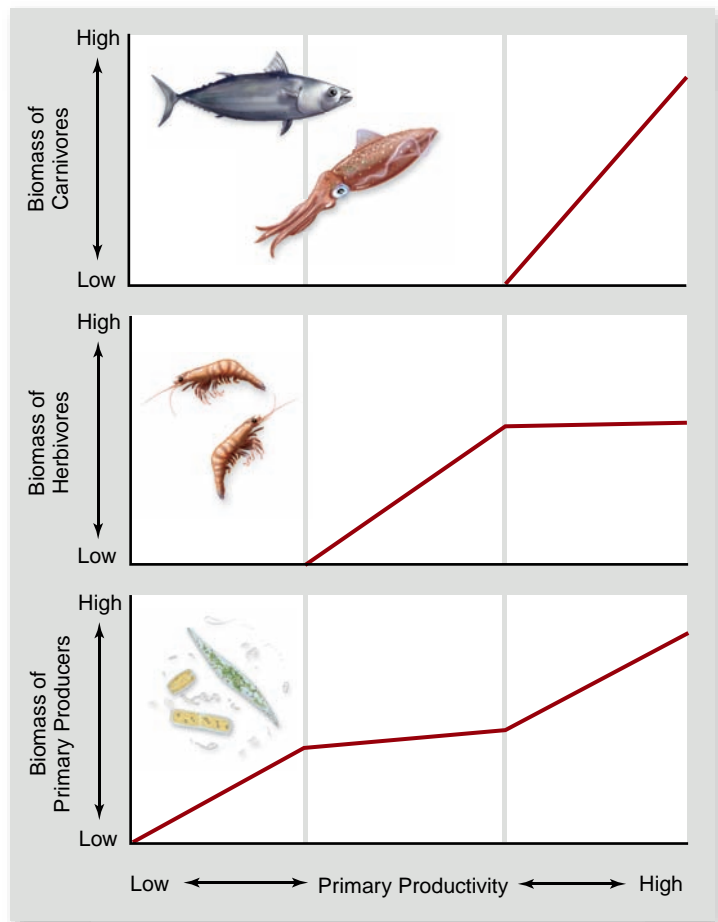 High
Biomass of
Carnivores
Low
High
Biomass of
Herbivores
Low
High
Biomass of
Primary Producers
Low
Low Primary Productivity High